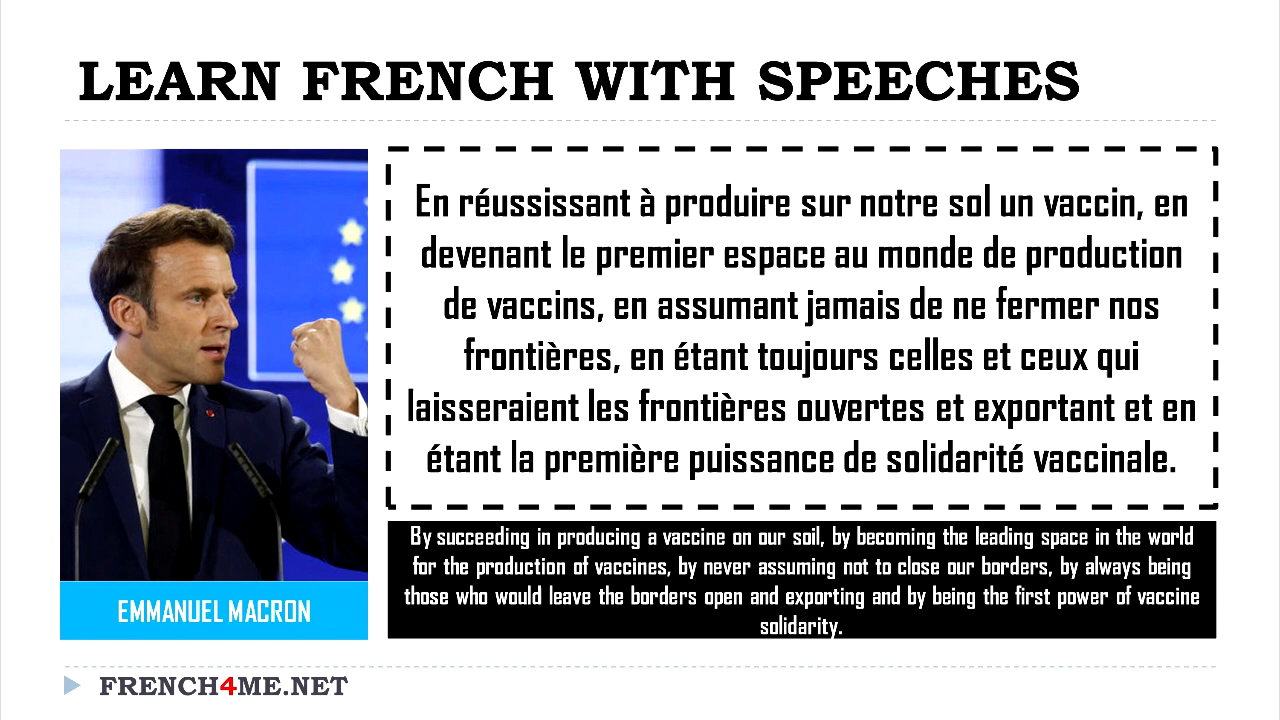 LEARN FRENCH WITH SPEECHES
En réussissant à produire sur notre sol un vaccin, en
devenant le premier espace au monde de production
de vaccins, en assumant jamais de ne fermer nos
frontières, en étant toujours celles et ceux qui
laisseraient les frontières ouvertes et exportant et en
étant la première puissance de solidarité vaccinale.
By succeeding in producing a vaccine on our soil, by becoming the leading space in the world
for the production of vaccines, by never assuming not to close our borders, by always being
those who would leave the borders open and exporting and by being the first power of vaccine
solidarity.
EMMANUEL MACRON
FRENCH4ME.NET